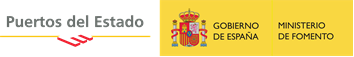 Puertos del Estado
GOBIERNO
DE ESPAÑA
MINISTERIO
DE FOMENTO